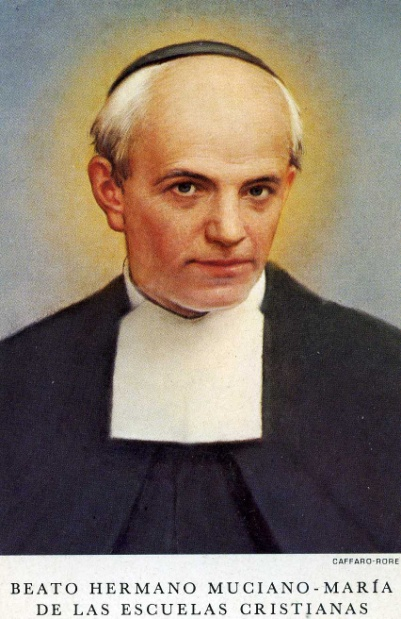 CAFFARO-RORE
BEATO HERMANO MUCIANO-MARÍA
DE LAS ESCUELAS CRISTIANAS